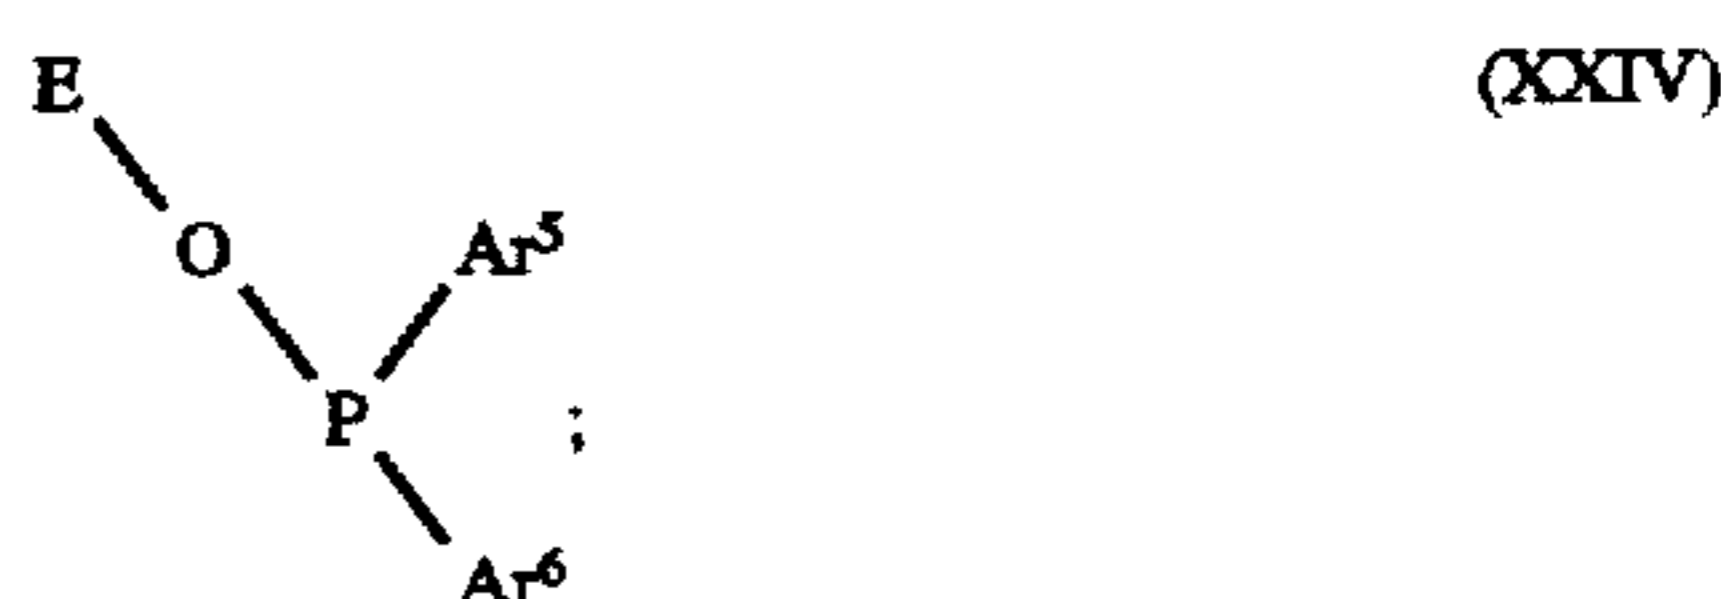 E (XXIV)
O Ar⁵
P ;
Ar⁶